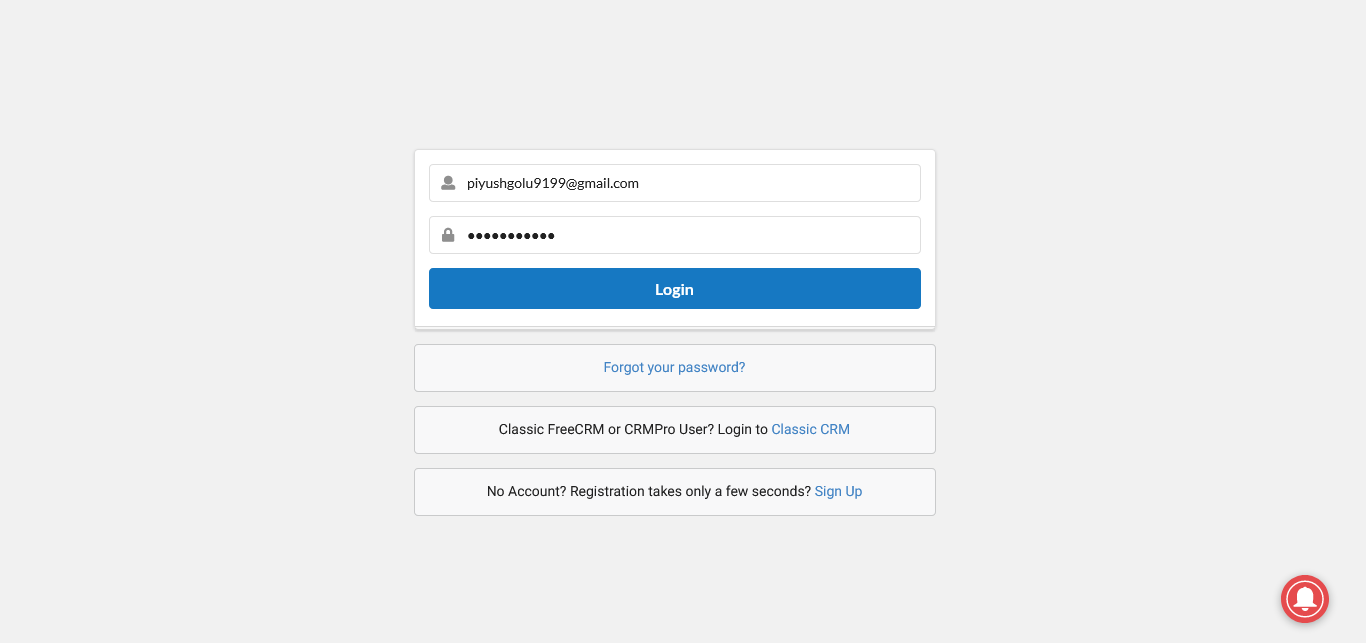 piyushgolu9199@gmail.com
•••••••••••
Login
Forgot your password?
Classic FreeCRM or CRMPro User? Login to Classic CRM
No Account? Registration takes only a few seconds? Sign Up